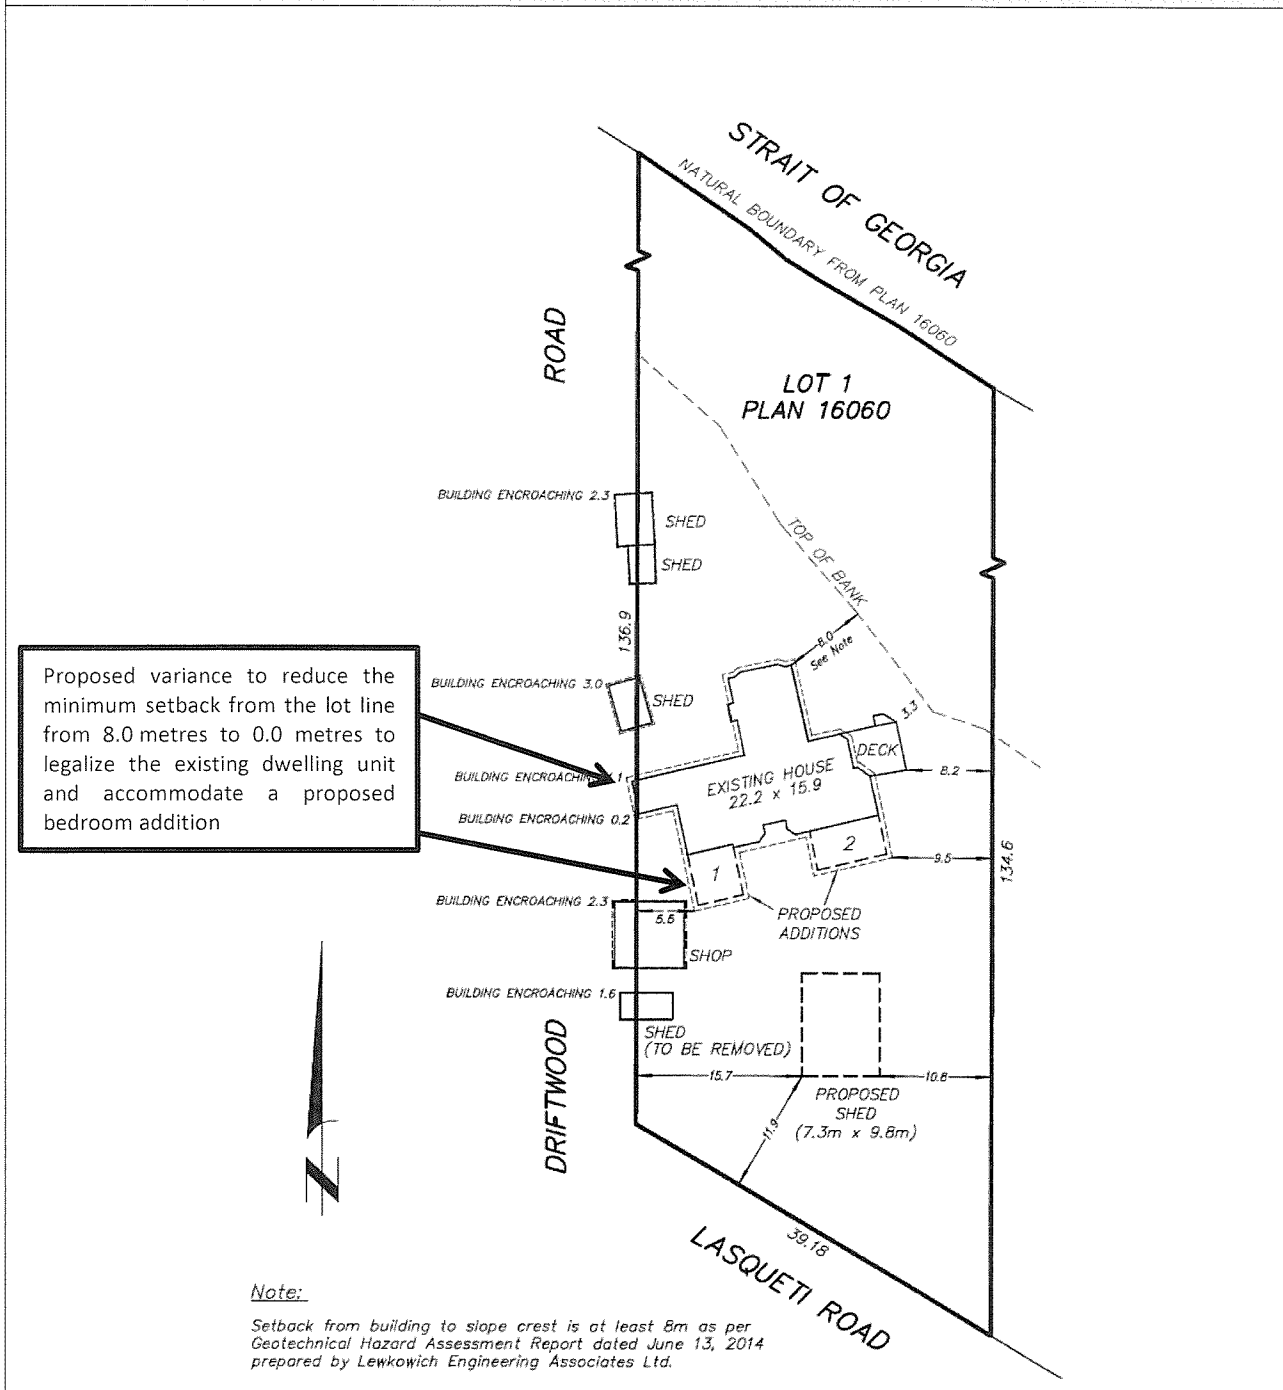 STRAIT OF GEORGIA
NATURAL BOUNDARY FROM PLAN 16060
ROAD
LOT 1
PLAN 16060
BUILDING ENCROACHING 2.3
SHED
SHED
TOP OF BANK
136.9
8.0
See Note
Proposed variance to reduce the
minimum setback from the lot line
from 8.0 metres to 0.0 metres to
legalize the existing dwelling unit
and accommodate a proposed
bedroom addition
BUILDING ENCROACHING 3.0
SHED
3.3
DECK
8.2
BUILDING ENCROACHING
EXISTING HOUSE
22.2 x 15.9
BUILDING ENCROACHING 0.2
1
2
9.5
134.6
BUILDING ENCROACHING 2.3
5.5
PROPOSED
ADDITIONS
SHOP
BUILDING ENCROACHING 1.6
SHED
(TO BE REMOVED)
DRIFTWOOD
15.7
10.8
PROPOSED
SHED
(7.3m x 9.8m)
11.9
N
39.18
LASQUETI ROAD
Note:
Setback from building to slope crest is at least 8m as per
Geotechnical Hazard Assessment Report dated June 13, 2014
prepared by Lewkowich Engineering Associates Ltd.